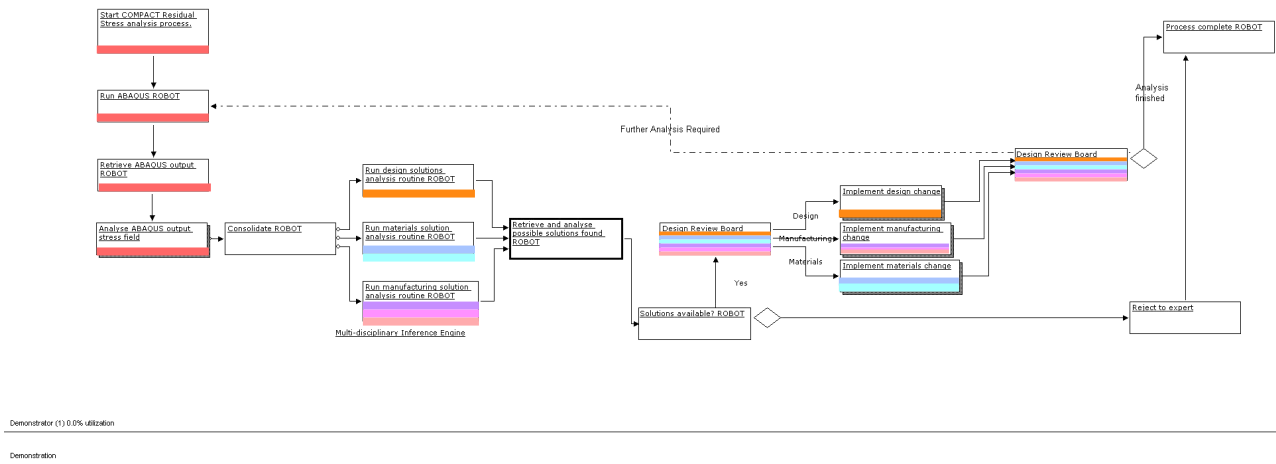 Start COMPACT Residual
Stress analysis process.
Process complete ROBOT
Run ABAQUS ROBOT
Analysis
finished
Further Analysis Required
Retrieve ABAQUS output
ROBOT
Design Review Board
Run design solutions
analysis routine ROBOT
Implement design change
Design
Analyse ABAQUS output
stress field
Consolidate ROBOT
Run materials solution
analysis routine ROBOT
Retrieve and analyse
possible solutions found
ROBOT
Design Review Board
Manufacturing
Implement manufacturing
change
Materials
Implement materials change
Run manufacturing solution
analysis routine ROBOT
Yes
Multi-disciplinary Inference Engine
Solutions available? ROBOT
Reject to expert
Demonstrator (1) 0.0% utilization
Demonstration